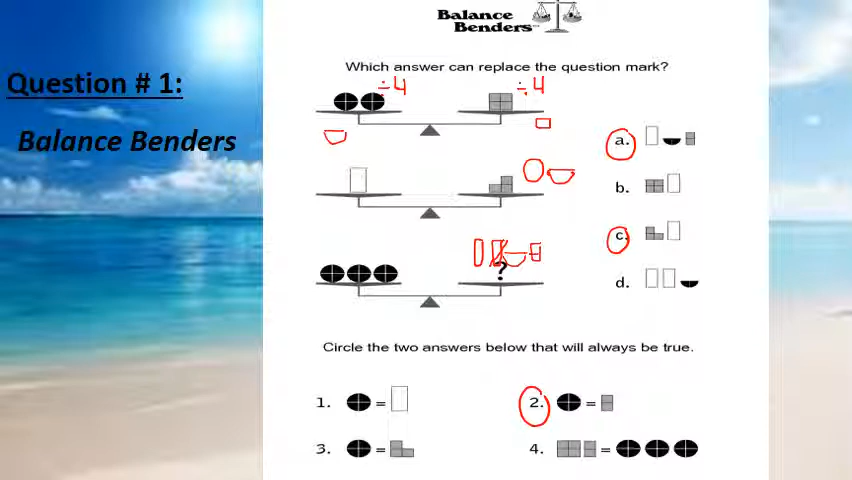 Balance
Benders
Question # 1:
Balance Benders
Which answer can replace the question mark?
÷4
÷4
a.
b.
c.
?
d.
Circle the two answers below that will always be true.
1. =
2. =
3. =
4. =